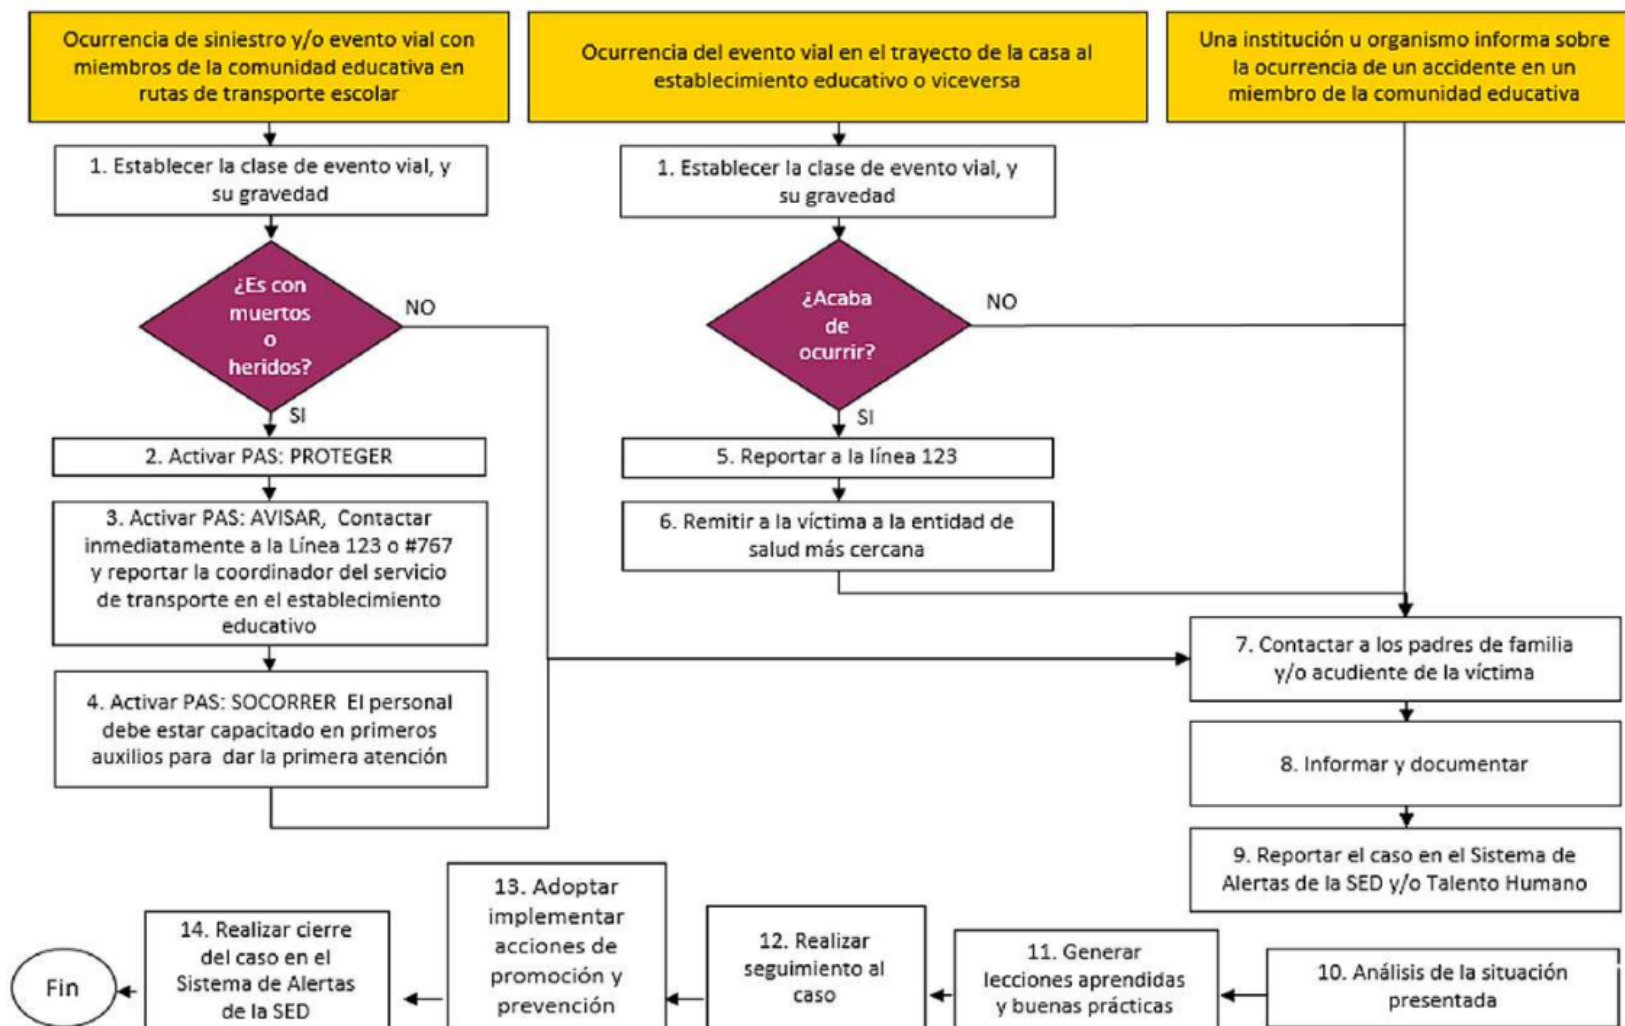 Ocurrencia de siniestro y/o evento vial con
miembros de la comunidad educativa en
rutas de transporte escolar
Ocurrencia del evento vial en el trayecto de la casa al
establecimiento educativo o viceversa
Una institución u organismo informa sobre
la ocurrencia de un accidente en un
miembro de la comunidad educativa
1. Establecer la clase de evento vial, y
su gravedad
1. Establecer la clase de evento vial, y
su gravedad
¿Es con
muertos
o
heridos?
NO
SI
¿Acaba
de
ocurrir?
NO
SI
2. Activar PAS: PROTEGER
3. Activar PAS: AVISAR, Contactar
inmediatamente a la Línea 123 o #767
y reportar la coordinador del servicio
de transporte en el establecimiento
educativo
4. Activar PAS: SOCORRER El personal
debe estar capacitado en primeros
auxilios para dar la primera atención
5. Reportar a la línea 123
6. Remitir a la víctima a la entidad de
salud más cercana
7. Contactar a los padres de familia
y/o acudiente de la víctima
8. Informar y documentar
9. Reportar el caso en el Sistema de
Alertas de la SED y/o Talento Humano
10. Análisis de la situación
presentada
11. Generar
lecciones aprendidas
y buenas prácticas
12. Realizar
seguimiento al
caso
13. Adoptar
implementar
acciones de
promoción y
prevención
14. Realizar cierre
del caso en el
Sistema de Alertas
de la SED
Fin